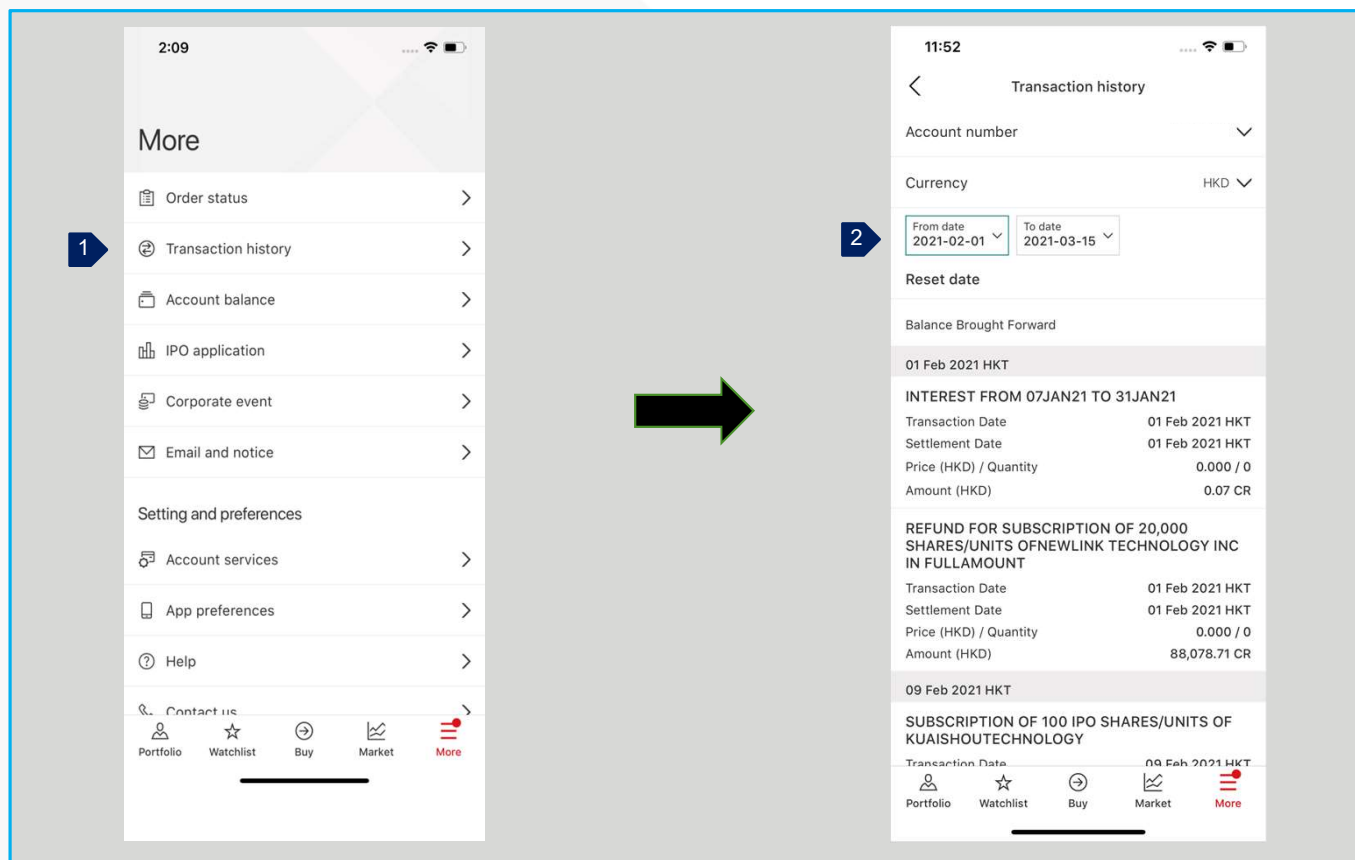 2:09
More
Order status
1
Transaction history
Account balance
IPO application
Corporate event
Email and notice
Setting and preferences
Account services
App preferences
Help
Contact us
Portfolio Watchlist Buy Market More
11:52
Transaction history
Account number
Currency HKD
2
From date To date
2021-02-01 2021-03-15
Reset date
Balance Brought Forward
01 Feb 2021 HKT
INTEREST FROM 07JAN21 TO 31JAN21
Transaction Date 01 Feb 2021 HKT
Settlement Date 01 Feb 2021 HKT
Price (HKD) / Quantity 0.000 / 0
Amount (HKD) 0.07 CR
REFUND FOR SUBSCRIPTION OF 20,000
SHARES/UNITS OFNEWLINK TECHNOLOGY INC
IN FULLAMOUNT
Transaction Date 01 Feb 2021 HKT
Settlement Date 01 Feb 2021 HKT
Price (HKD) / Quantity 0.000 / 0
Amount (HKD) 88,078.71 CR
09 Feb 2021 HKT
SUBSCRIPTION OF 100 IPO SHARES/UNITS OF
KUAISHOUTECHNOLOGY
Transaction Date 09 Feb 2021 HKT
Portfolio Watchlist Buy Market More